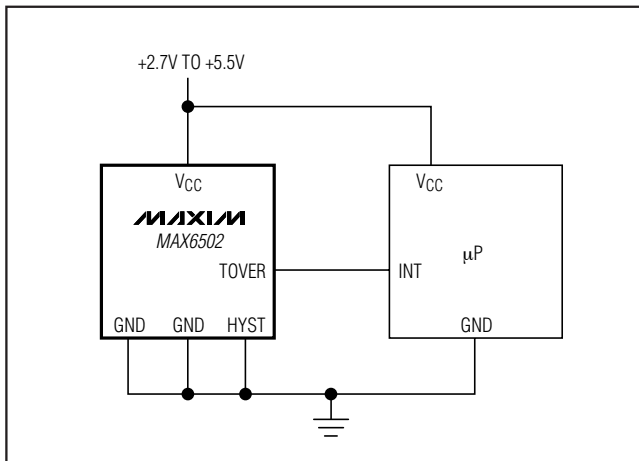 +2.7V TO +5.5V
VCC
VCC
MAXIM
MAX6502
TOVER
INT
µP
GND
GND
HYST
GND